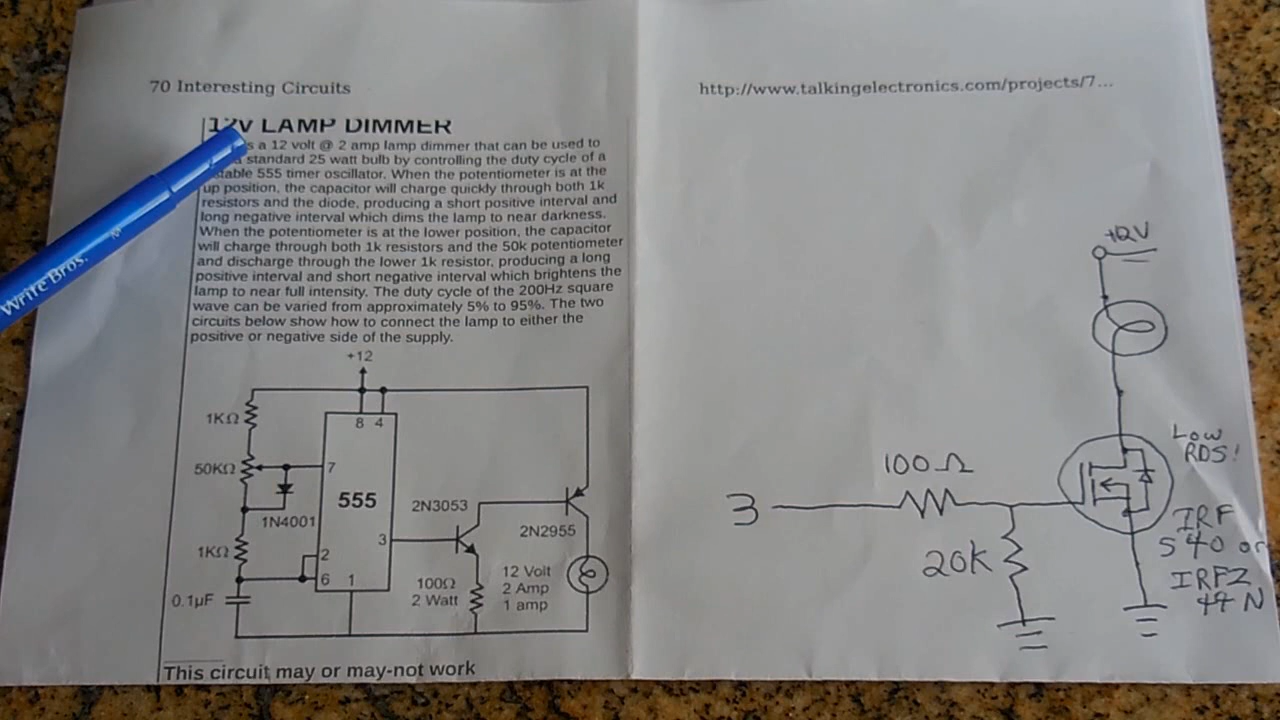 70 Interesting Circuits
http://www.talkingelectronics.com/projects/7...
12V LAMP DIMMER
s a 12 volt @ 2 amp lamp dimmer that can be used to
standard 25 watt bulb by controlling the duty cycle of a
stable 555 timer oscillator. When the potentiometer is at the
up position, the capacitor will charge quickly through both 1k
resistors and the diode, producing a short positive interval and
long negative interval which dims the lamp to near darkness.
When the potentiometer is at the lower position, the capacitor
will charge through both 1k resistors and the 50k potentiometer
and discharge through the lower 1k resistor, producing a long
positive interval and short negative interval which brightens the
lamp to near full intensity. The duty cycle of the 200Hz square
wave can be varied from approximately 5% to 95%. The two
circuits below show how to connect the lamp to either the
positive or negative side of the supply.
+12
1KΩ
8 4
50KΩ
7
555
1N4001
2N3053
2N2955
3
1KΩ
2
6 1
0.1µF
100Ω
2 Watt
12 Volt
2 Amp
1 amp
This circuit may or may-not work
+12V
LOW
RDS!
100Ω
3
20K
IRF
540 or
IRFZ
44N
Write Bros.
M